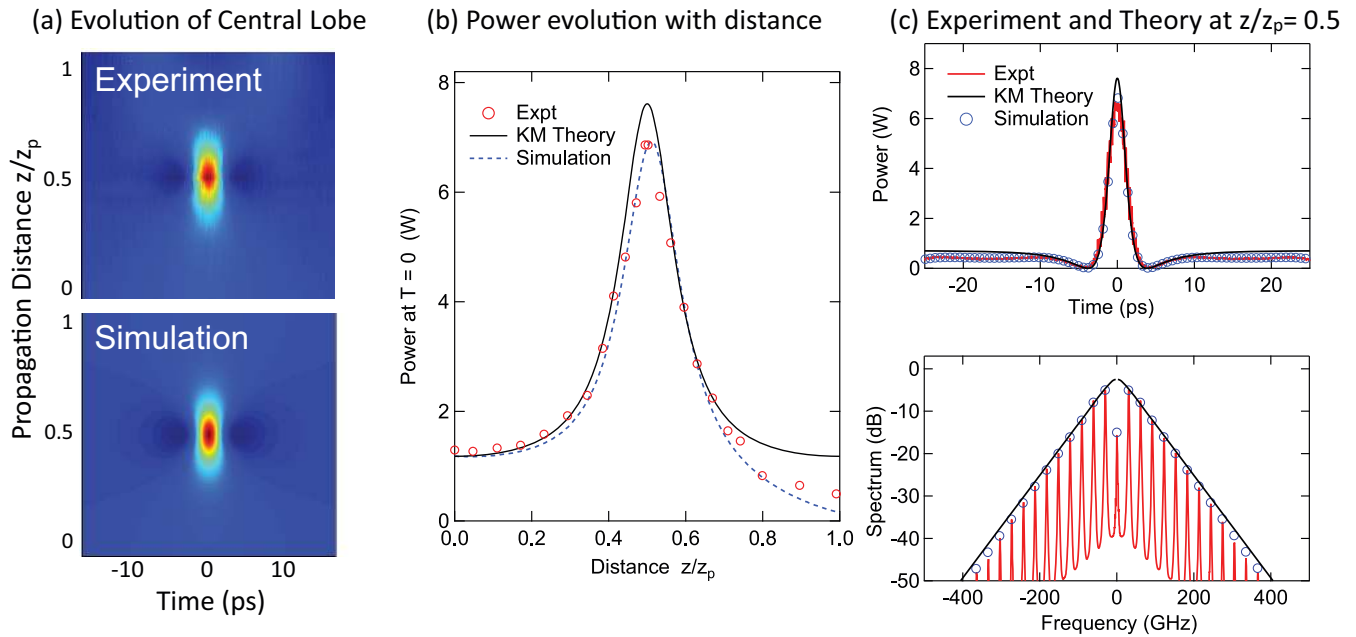 (a) Evolution of Central Lobe
Experiment
Simulation
Propagation Distance z/zp
1
0.5
0
1
0.5
0
-10
0
10
Time (ps)
(b) Power evolution with distance
Expt
KM Theory
Simulation
Power at T = 0 (W)
8
6
4
2
0
0.0
0.2
0.4
0.6
0.8
1.0
Distance z/zp
(c) Experiment and Theory at z/zp= 0.5
Expt
KM Theory
Simulation
Power (W)
8
6
4
2
0
-20
-10
0
10
20
Time (ps)
Spectrum (dB)
0
-10
-20
-30
-40
-50
-400
-200
0
200
400
Frequency (GHz)